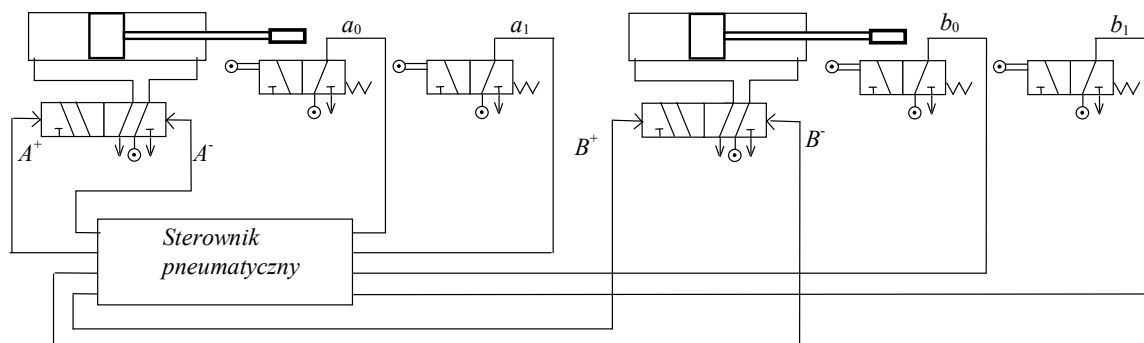 a0
a1
b0
b1
A+
A-
B+
B-
Sterownik
pneumatyczny